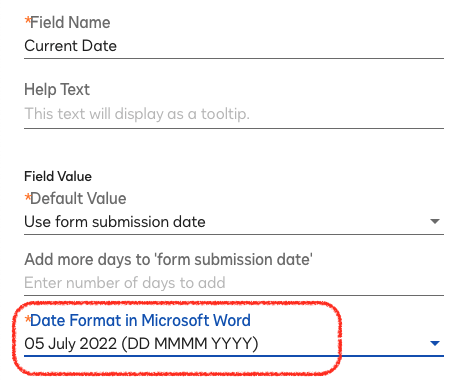 *Field Name
Current Date
Help Text
This text will display as a tooltip.
Field Value
*Default Value
Use form submission date
Add more days to 'form submission date'
Enter number of days to add
*Date Format in Microsoft Word
05 July 2022 (DD MMMM YYYY)